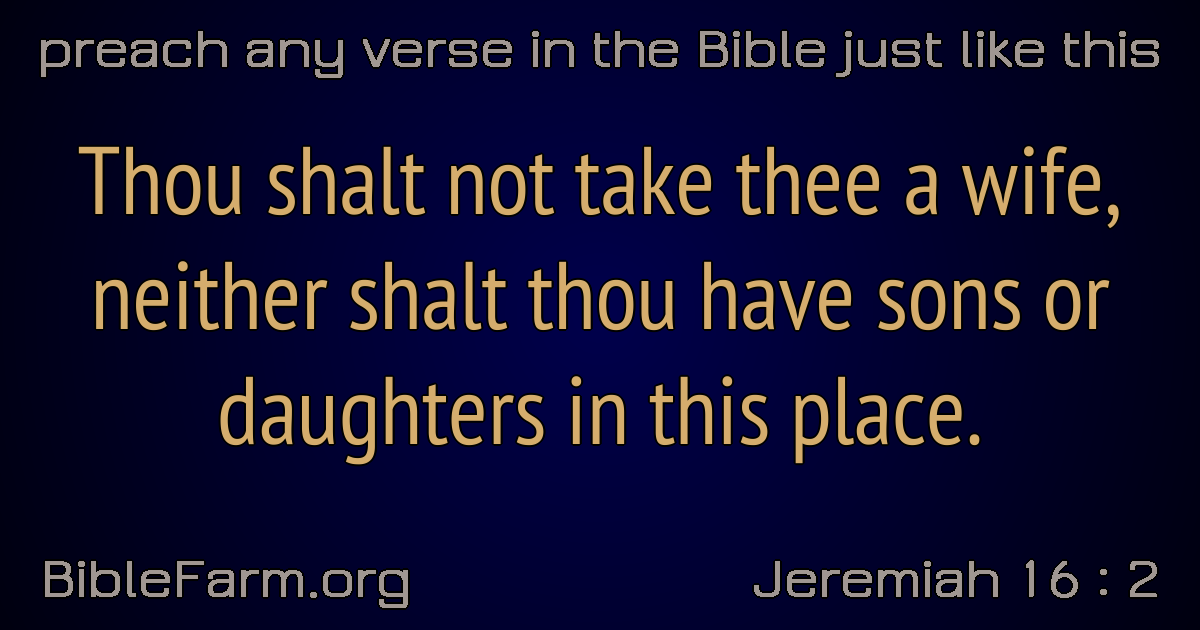 preach any verse in the Bible just like this
Thou shalt not take thee a wife,
neither shalt thou have sons or
daughters in this place.
BibleFarm.org
Jeremiah 16 : 2